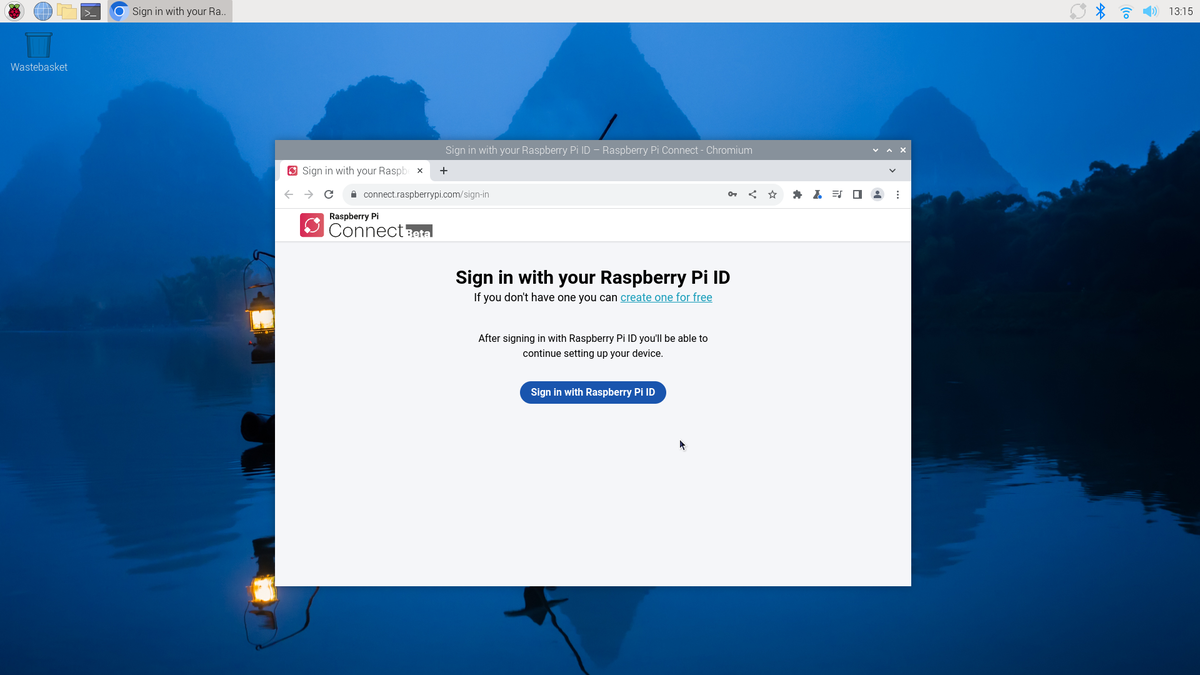 Sign in with your Ra..
13:15
Wastebasket
Sign in with your Raspberry Pi ID – Raspberry Pi Connect - Chromium
Sign in with your Raspb
connect.raspberrypi.com/sign-in
Raspberry Pi
Connect Beta
Sign in with your Raspberry Pi ID
If you don't have one you can create one for free
After signing in with Raspberry Pi ID you'll be able to
continue setting up your device.
Sign in with Raspberry Pi ID